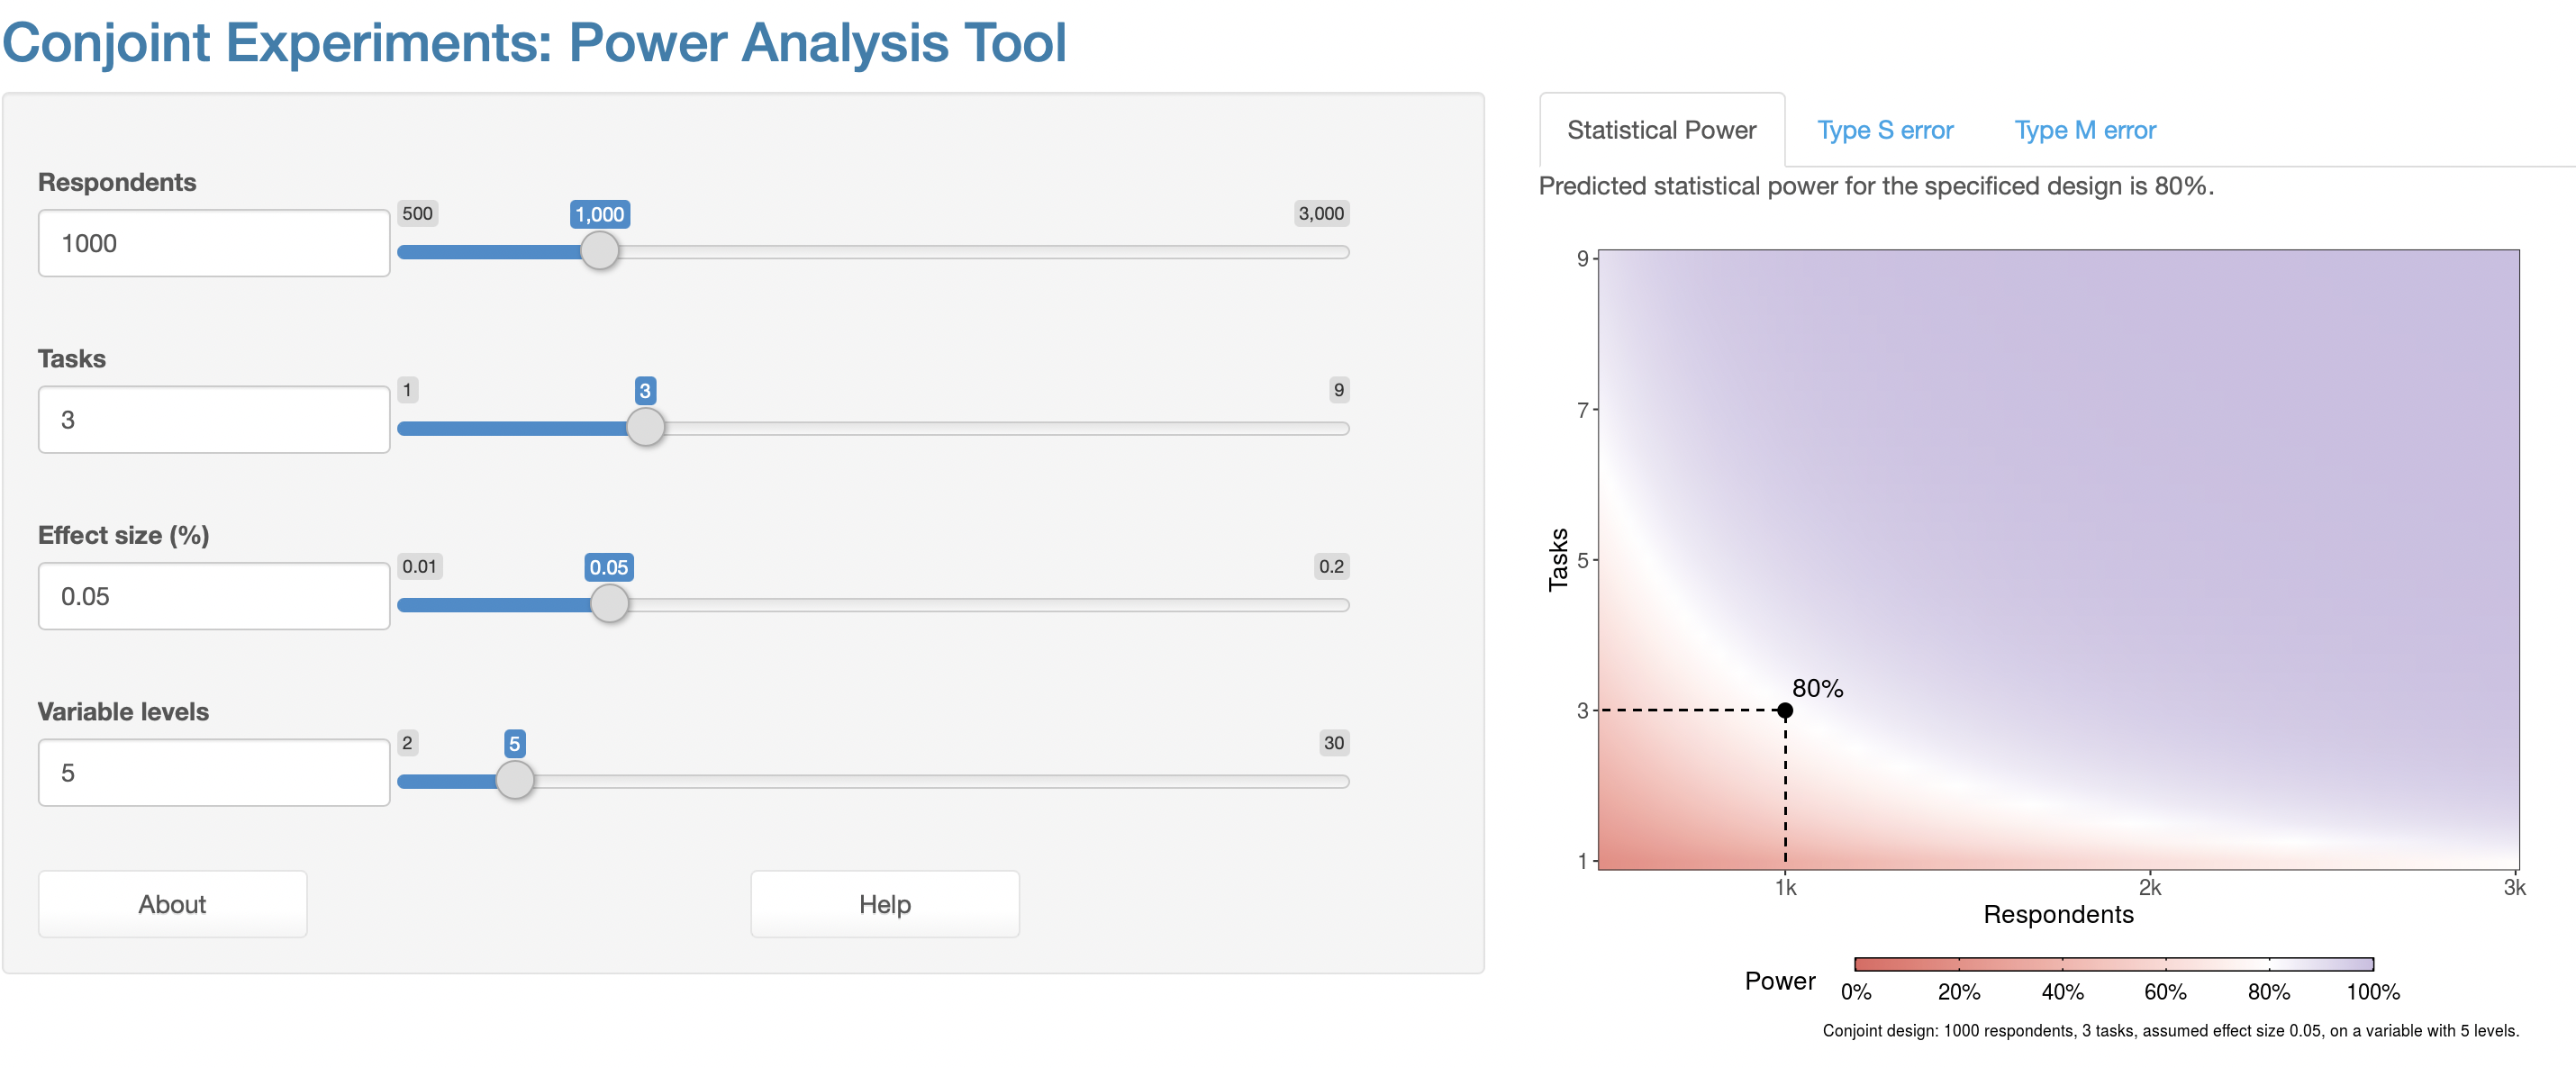 Conjoint Experiments: Power Analysis Tool
Respondents
1000
500
1,000
3,000
Tasks
3
1
3
9
Effect size (%)
0.05
0.01
0.05
0.2
Variable levels
5
2
5
30
About
Help
Statistical Power
Type S error
Type M error
Predicted statistical power for the specificed design is 80%.
9
7
5
3
1
Tasks
80%
1k
2k
3k
Respondents
Power
0%
20%
40%
60%
80%
100%
Conjoint design: 1000 respondents, 3 tasks, assumed effect size 0.05, on a variable with 5 levels.